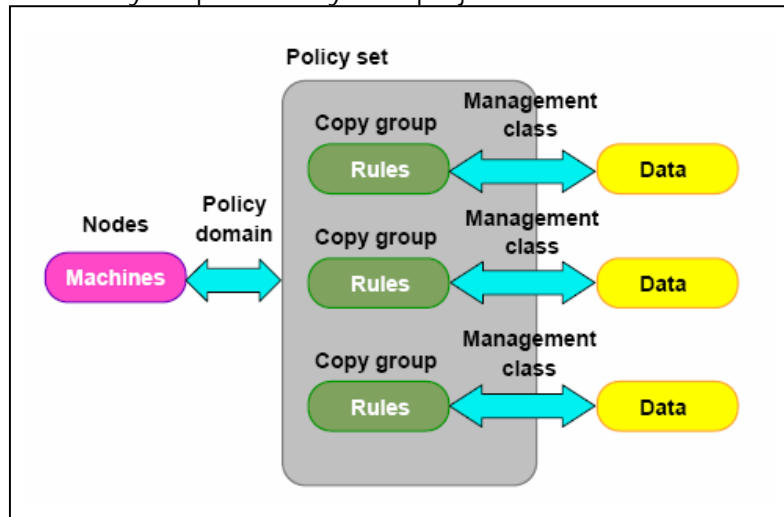 Policy set
Management
class
Copy group
Rules
Data
Nodes
Policy
domain
Machines
Management
class
Copy group
Rules
Data
Management
class
Copy group
Rules
Data